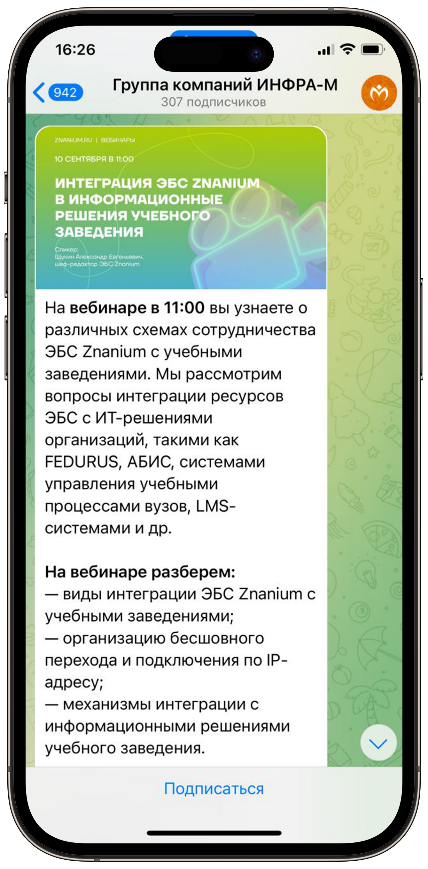 16:26
942
Группа компаний ИНФРА-М
307 подписчиков
ZNANIUM.RU | ВЕБИНАРЫ
10 СЕНТЯБРЯ В 11:00
ИНТЕГРАЦИЯ ЭБС ZNANIUM
В ИНФОРМАЦИОННЫЕ
РЕШЕНИЯ УЧЕБНОГО
ЗАВЕДЕНИЯ
Спикер:
Щукин Александр Евгеньевич,
шеф-редактор ЭБС Znanium
На вебинаре в 11:00 вы узнаете о
различных схемах сотрудничества
ЭБС Znanium с учебными
заведениями. Мы рассмотрим
вопросы интеграции ресурсов
ЭБС с ИТ-решениями
организаций, такими как
FEDURUS, АБИС, системами
управления учебными
процессами вузов, LMS-
системами и др.
На вебинаре разберем:
— виды интеграции ЭБС Znanium с
учебными заведениями;
— организацию бесшовного
перехода и подключения по IP-
адресу;
— механизмы интеграции с
информационными решениями
учебного заведения.
Подписаться